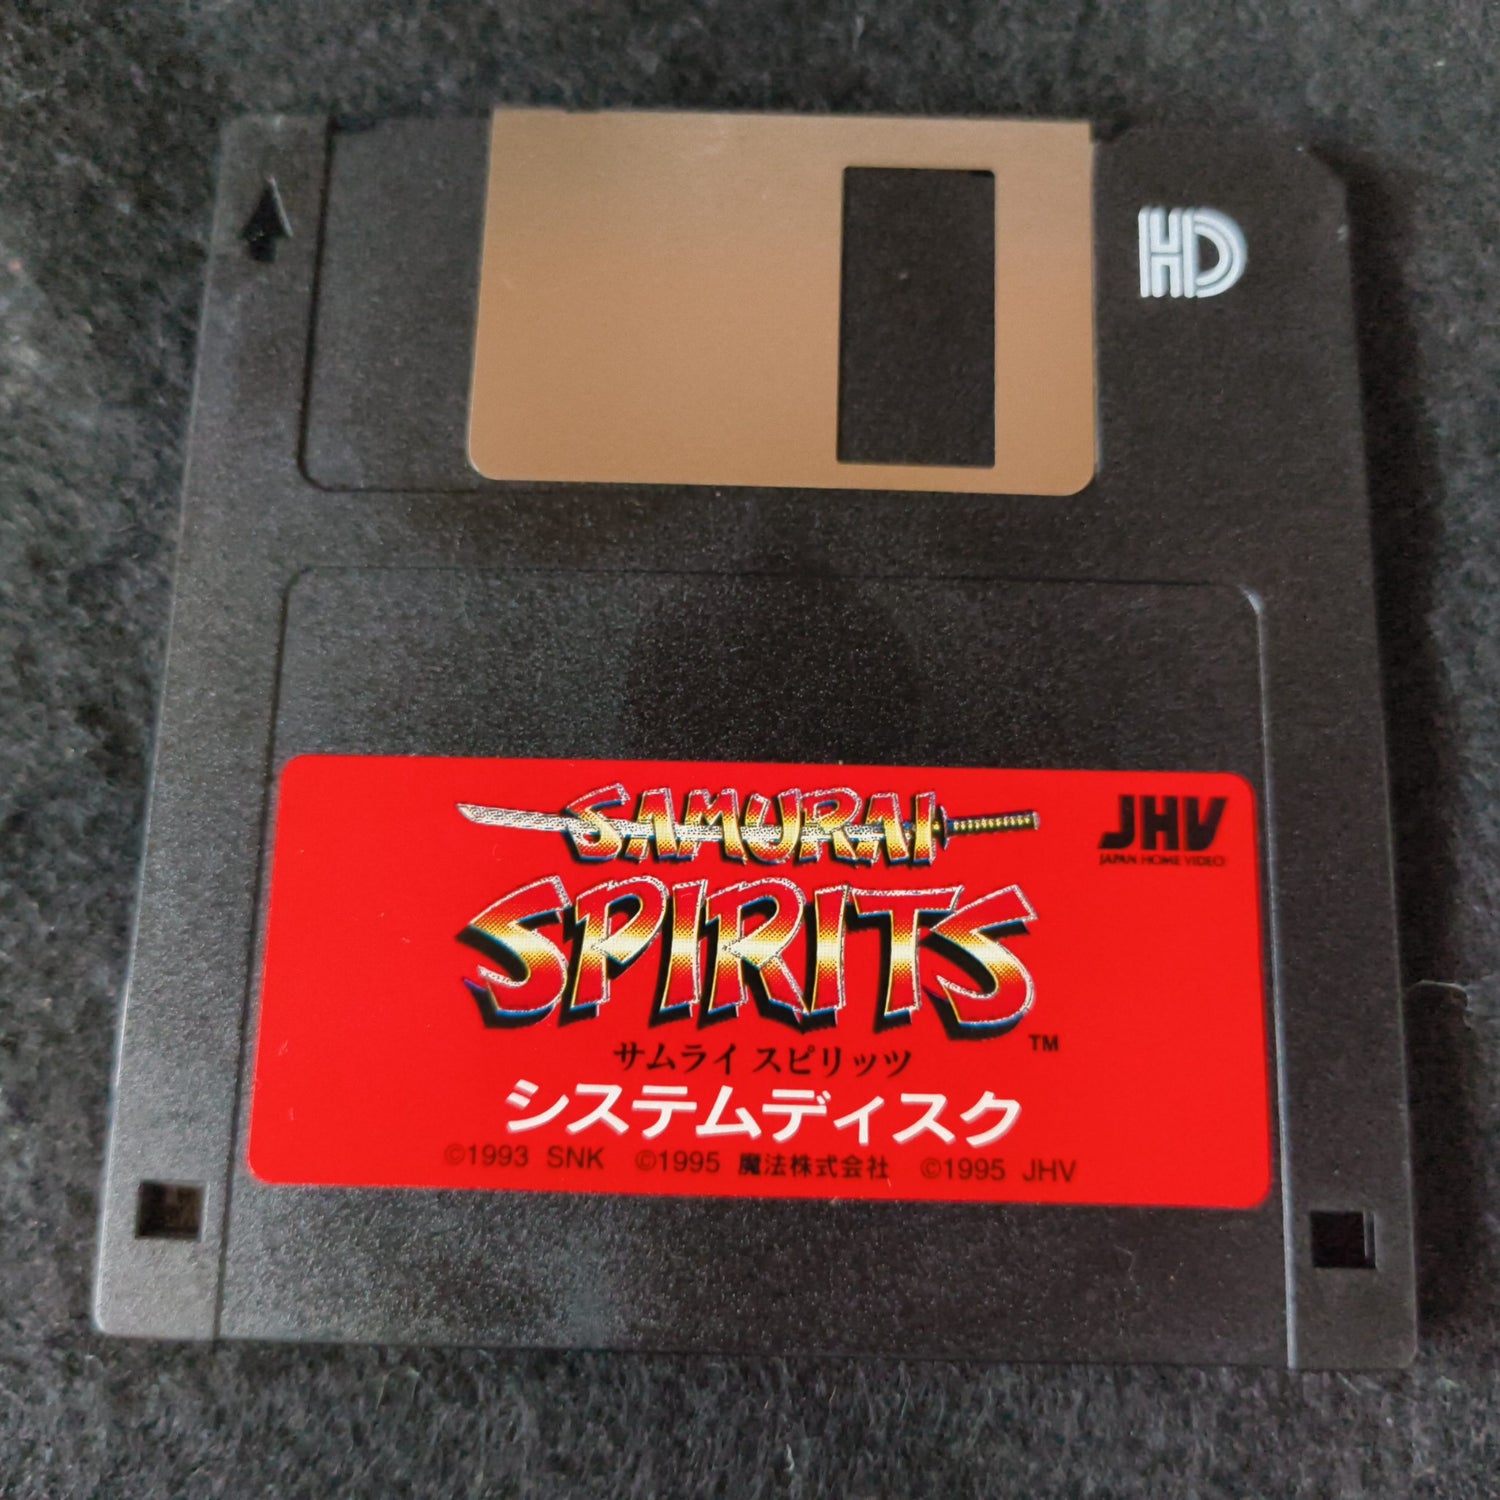 HD
SAMURAI
JHV
JAPAN HOME VIDEO
SPIRITS
TM
サムライ スピリッツ
システムディスク
©1993 SNK ©1995 魔法株式会社 ©1995 JHV